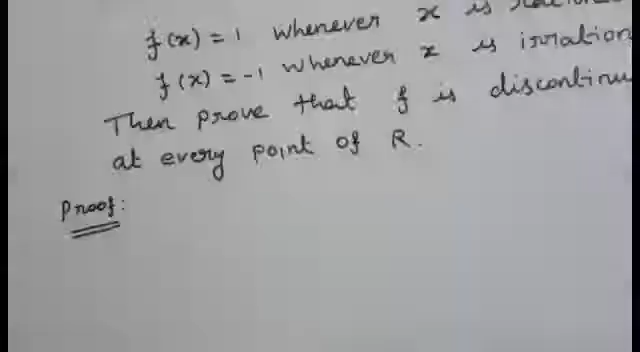 f(x) = 1 whenever x is
f(x) = -1 whenever x is
Then prove that f is
at every point of R.
Proof: